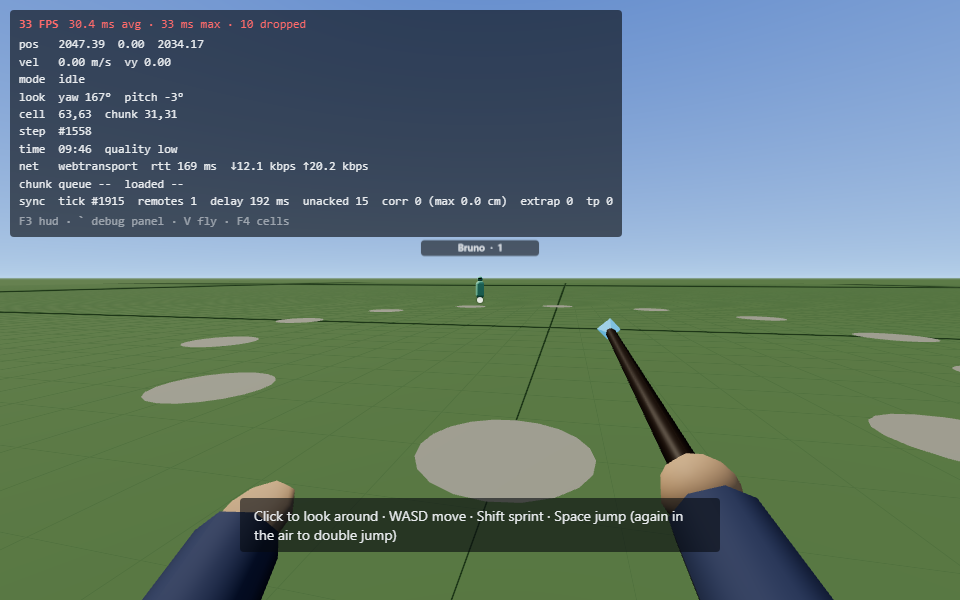 33 FPS 30.4 ms avg · 33 ms max · 10 dropped
pos 2047.39 0.00 2034.17
vel 0.00 m/s vy 0.00
mode idle
look yaw 167° pitch -3°
cell 63,63 chunk 31,31
step #1558
time 09:46 quality low
net webtransport rtt 169 ms ↓12.1 kbps ↑20.2 kbps
chunk queue -- loaded --
sync tick #1915 remotes 1 delay 192 ms unacked 15 corr 0 (max 0.0 cm) extrap 0 tp 0
F3 hud · ` debug panel · V fly · F4 cells
Bruno · 1
Click to look around · WASD move · Shift sprint · Space jump (again in
the air to double jump)